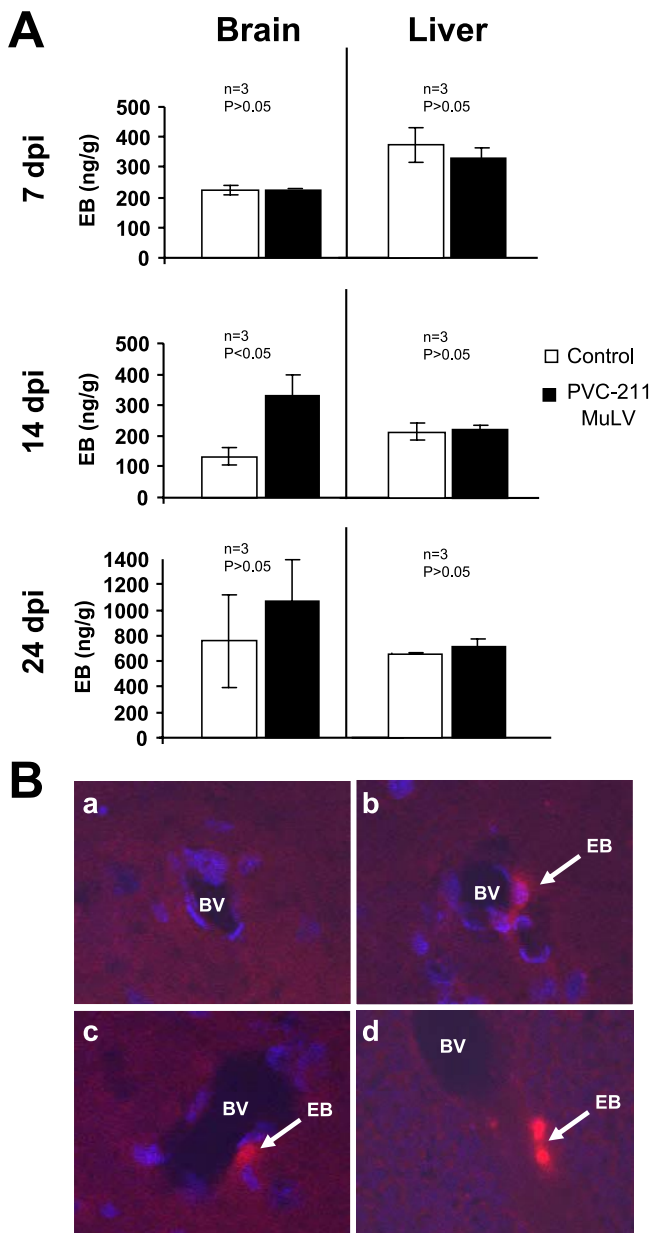 A
Brain
Liver
7 dpi
EB (ng/g)
500
400
300
200
100
0
n=3
P>0.05
n=3
P>0.05
14 dpi
EB (ng/g)
500
400
300
200
100
0
n=3
P<0.05
n=3
P>0.05
Control
PVC-211
MuLV
24 dpi
EB (ng/g)
1400
1200
1000
800
600
400
200
0
n=3
P>0.05
n=3
P>0.05
B
a
BV
b
BV
EB
c
BV
EB
d
BV
EB